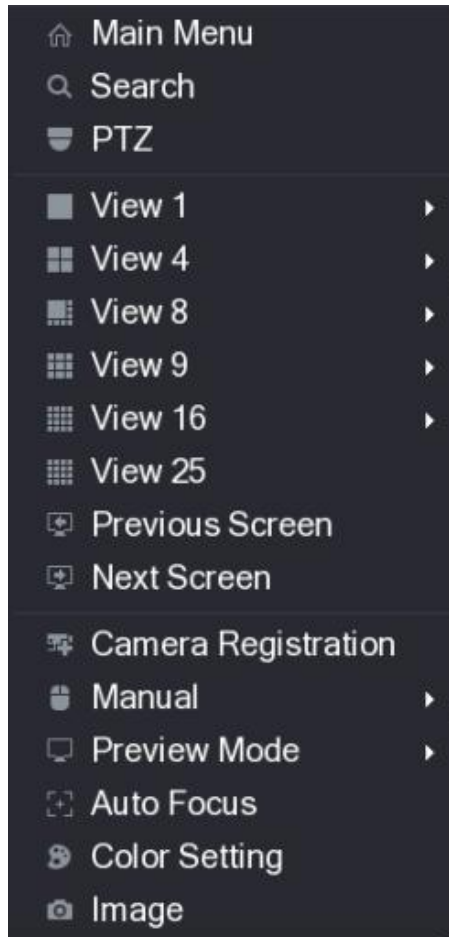 Main Menu
Search
PTZ
View 1
View 4
View 8
View 9
View 16
View 25
Previous Screen
Next Screen
Camera Registration
Manual
Preview Mode
Auto Focus
Color Setting
Image